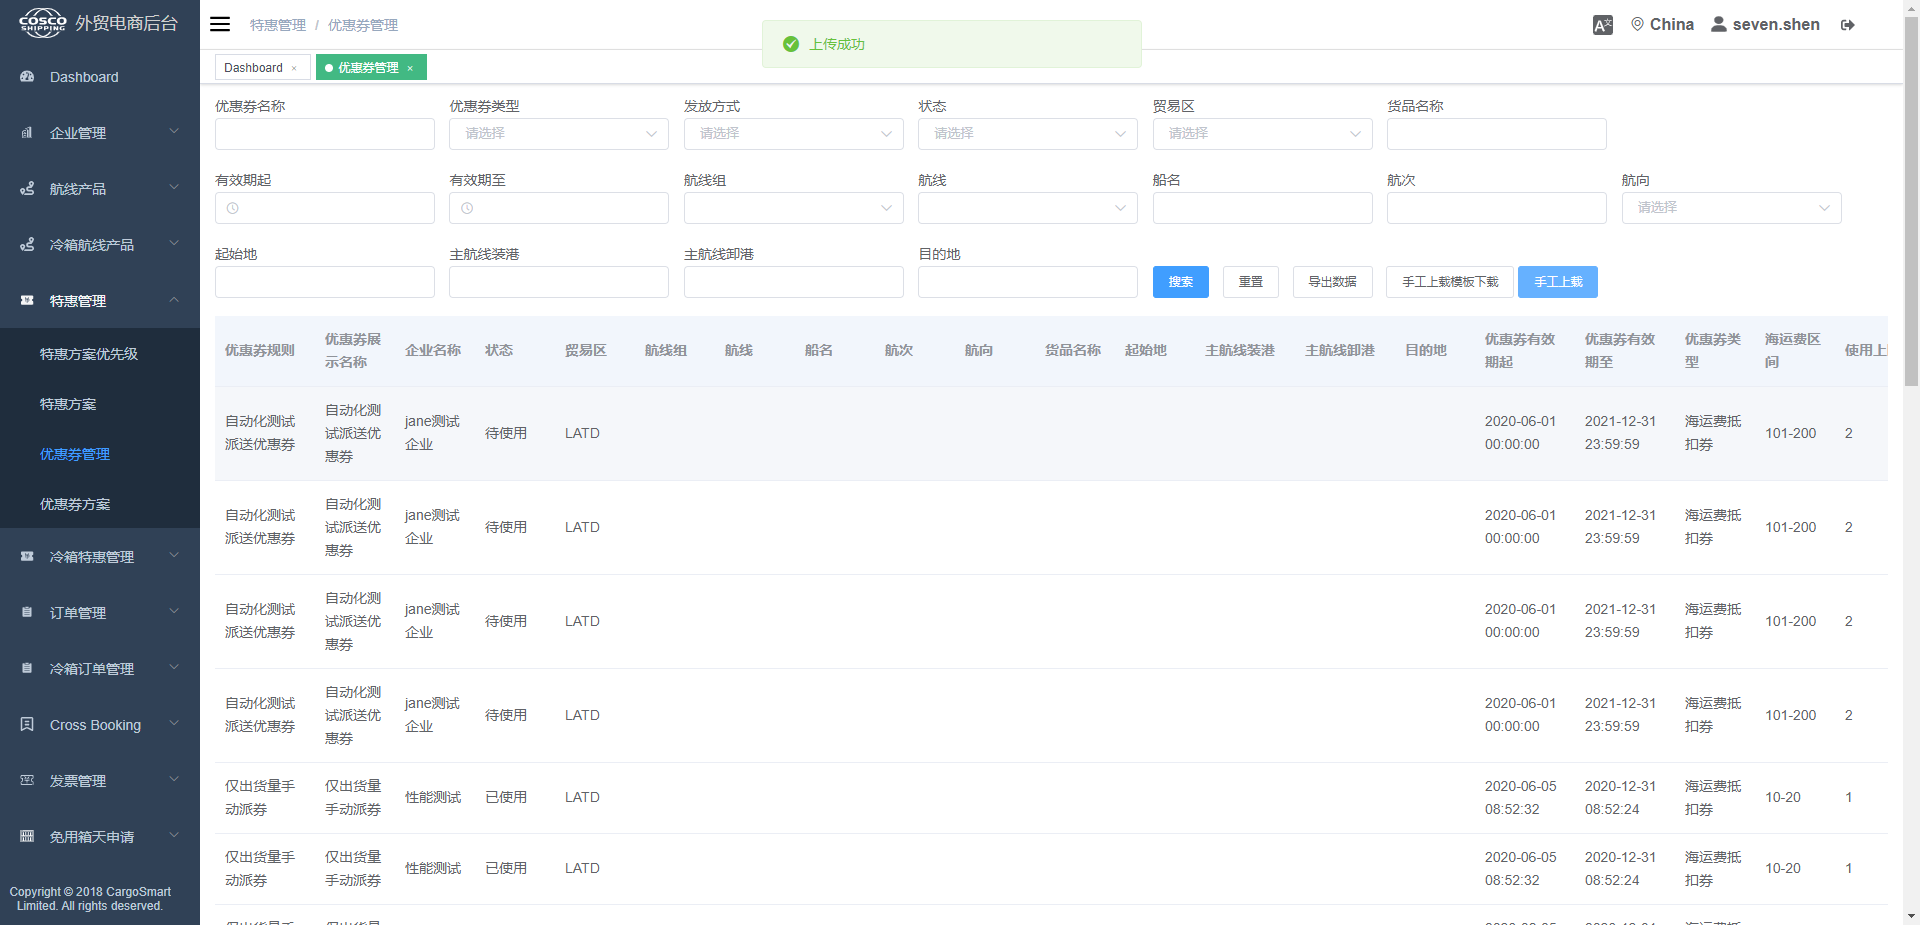 COSCO
SHIPPING
外贸电商后台
特惠管理 / 优惠券管理
上传成功
China
seven.shen
Dashboard ×
优惠券管理 ×
Dashboard
企业管理
航线产品
冷箱航线产品
特惠管理
特惠方案优先级
特惠方案
优惠券管理
优惠券方案
冷箱特惠管理
订单管理
冷箱订单管理
Cross Booking
发票管理
免用箱天申请
Copyright © 2018 CargoSmart
Limited. All rights deserved.
优惠券名称 优惠券类型 发放方式 状态 贸易区 货品名称
请选择 请选择 请选择 请选择
有效期起 有效期至 航线组 航线 船名 航次 航向
请选择
起始地 主航线装港 主航线卸港 目的地
搜索 重置 导出数据 手工上载模板下载 手工上载
优惠券规则 优惠券展示名称 企业名称 状态 贸易区 航线组 航线 船名 航次 航向 货品名称 起始地 主航线装港 主航线卸港 目的地 优惠券有效期起 优惠券有效期至 优惠券类型 海运费区间 使用上
自动化测试派送优惠券 自动化测试派送优惠券 jane测试企业 待使用 LATD 2020-06-01 00:00:00 2021-12-31 23:59:59 海运费抵扣券 101-200 2
自动化测试派送优惠券 自动化测试派送优惠券 jane测试企业 待使用 LATD 2020-06-01 00:00:00 2021-12-31 23:59:59 海运费抵扣券 101-200 2
自动化测试派送优惠券 自动化测试派送优惠券 jane测试企业 待使用 LATD 2020-06-01 00:00:00 2021-12-31 23:59:59 海运费抵扣券 101-200 2
自动化测试派送优惠券 自动化测试派送优惠券 jane测试企业 待使用 LATD 2020-06-01 00:00:00 2021-12-31 23:59:59 海运费抵扣券 101-200 2
仅出货量手动派券 仅出货量手动派券 性能测试 已使用 LATD 2020-06-05 08:52:32 2020-12-31 08:52:24 海运费抵扣券 10-20 1
仅出货量手动派券 仅出货量手动派券 性能测试 已使用 LATD 2020-06-05 08:52:32 2020-12-31 08:52:24 海运费抵扣券 10-20 1